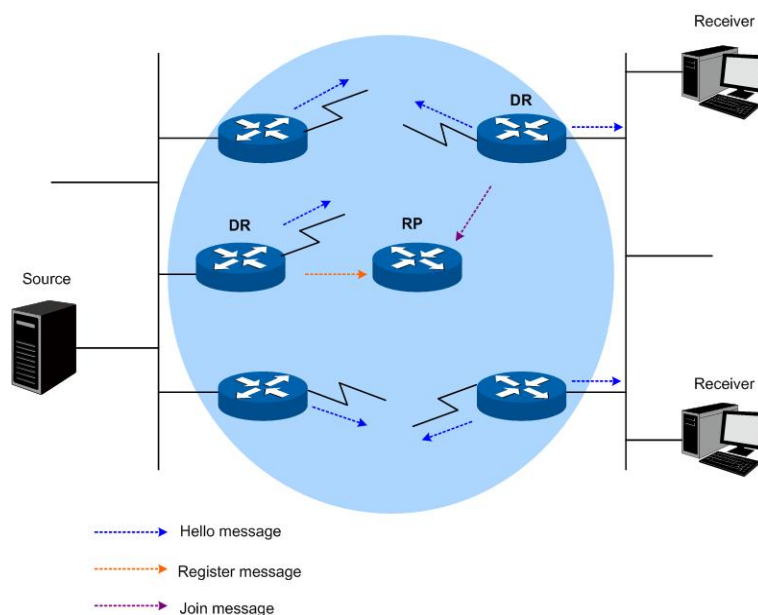 Receiver
DR
DR
RP
Source
Receiver
Hello message
Register message
Join message